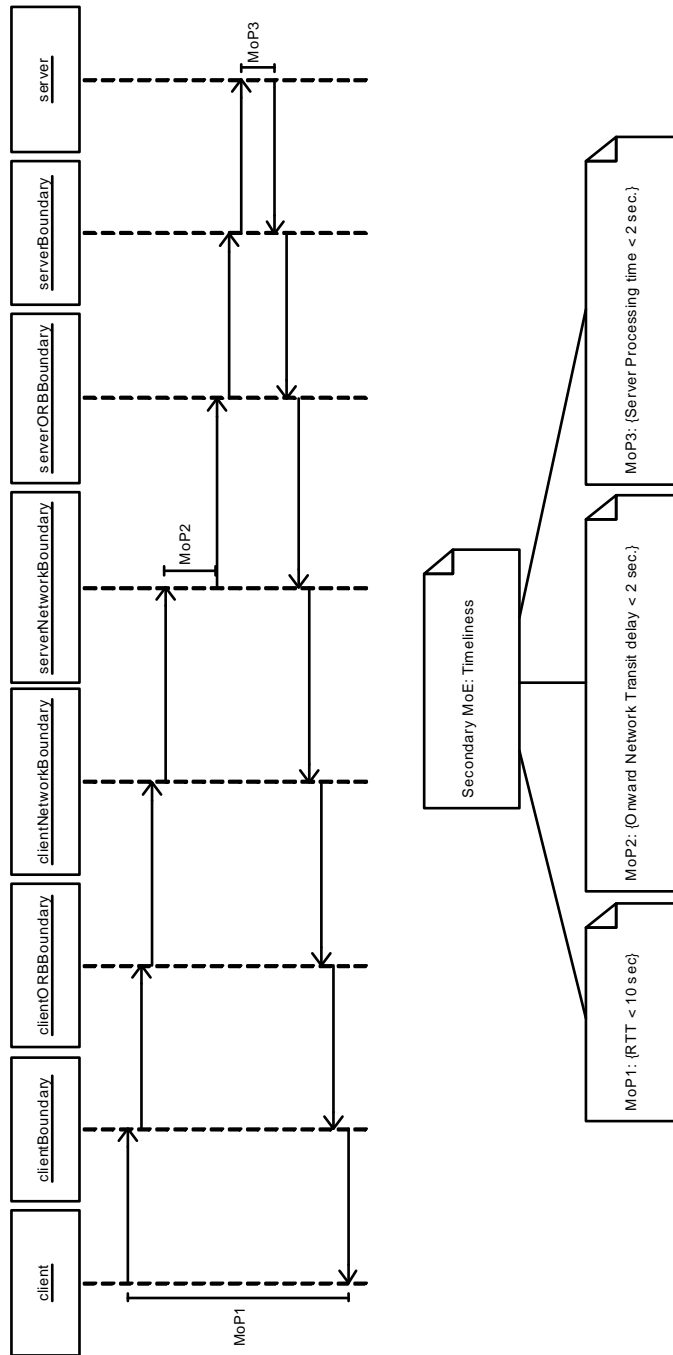 client
clientBoundary
clientORBBoundary
clientNetworkBoundary
serverNetworkBoundary
serverORBBoundary
serverBoundary
server
MoP1
MoP2
MoP3
Secondary MoE: Timeliness
MoP1: {RTT < 10 sec}
MoP2: {Onward Network Transit delay < 2 sec.}
MoP3: {Server Processing time < 2 sec.}